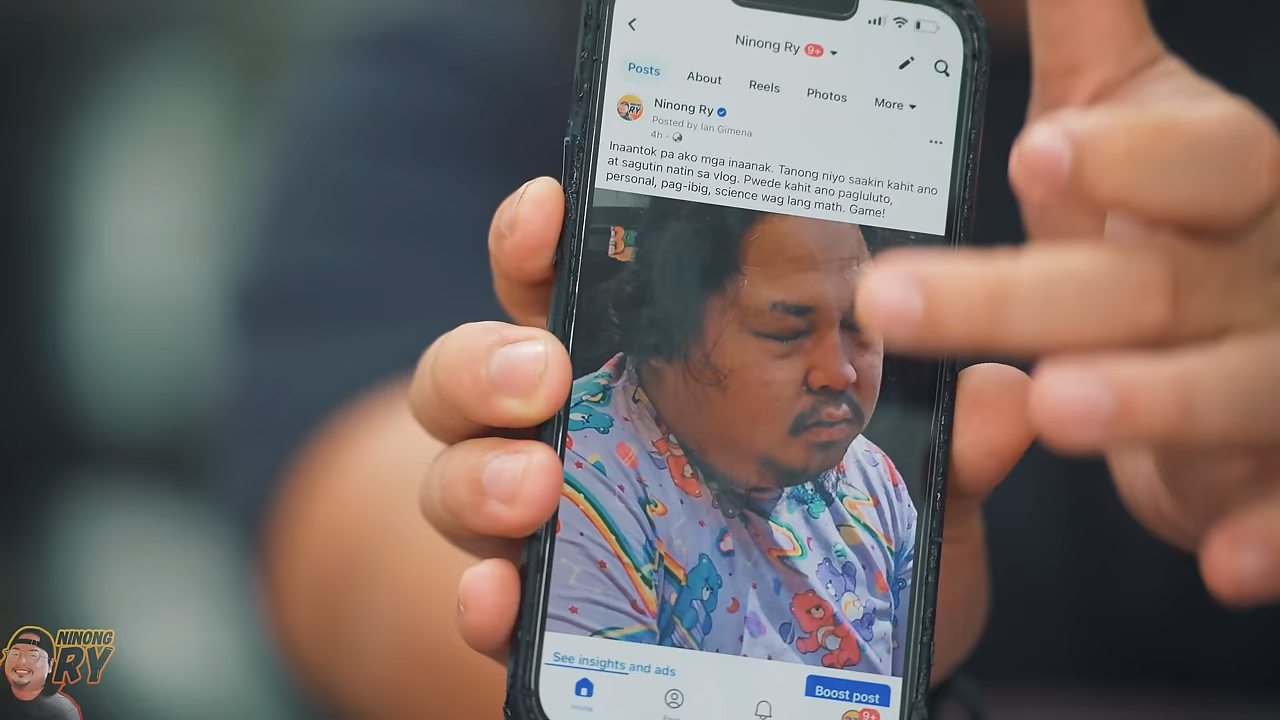 Ninong Ry 9+
Posts About Reels Photos More
Ninong Ry
Posted by Ian Gimena
4h ·
Inaantok pa ako mga inaanak. Tanong niyo saakin kahit ano
at sagutin natin sa vlog. Pwede kahit ano pagluluto,
personal, pag-ibig, science wag lang math. Game!
See insights and ads
Boost post
Home
9+
NINONG
RY